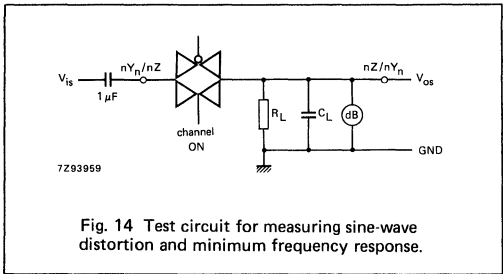 nYn/nZ
nZ/nYn
Vis
Vos
1 µF
RL
CL
dB
channel
ON
GND
7Z93959
Fig. 14 Test circuit for measuring sine-wave
distortion and minimum frequency response.